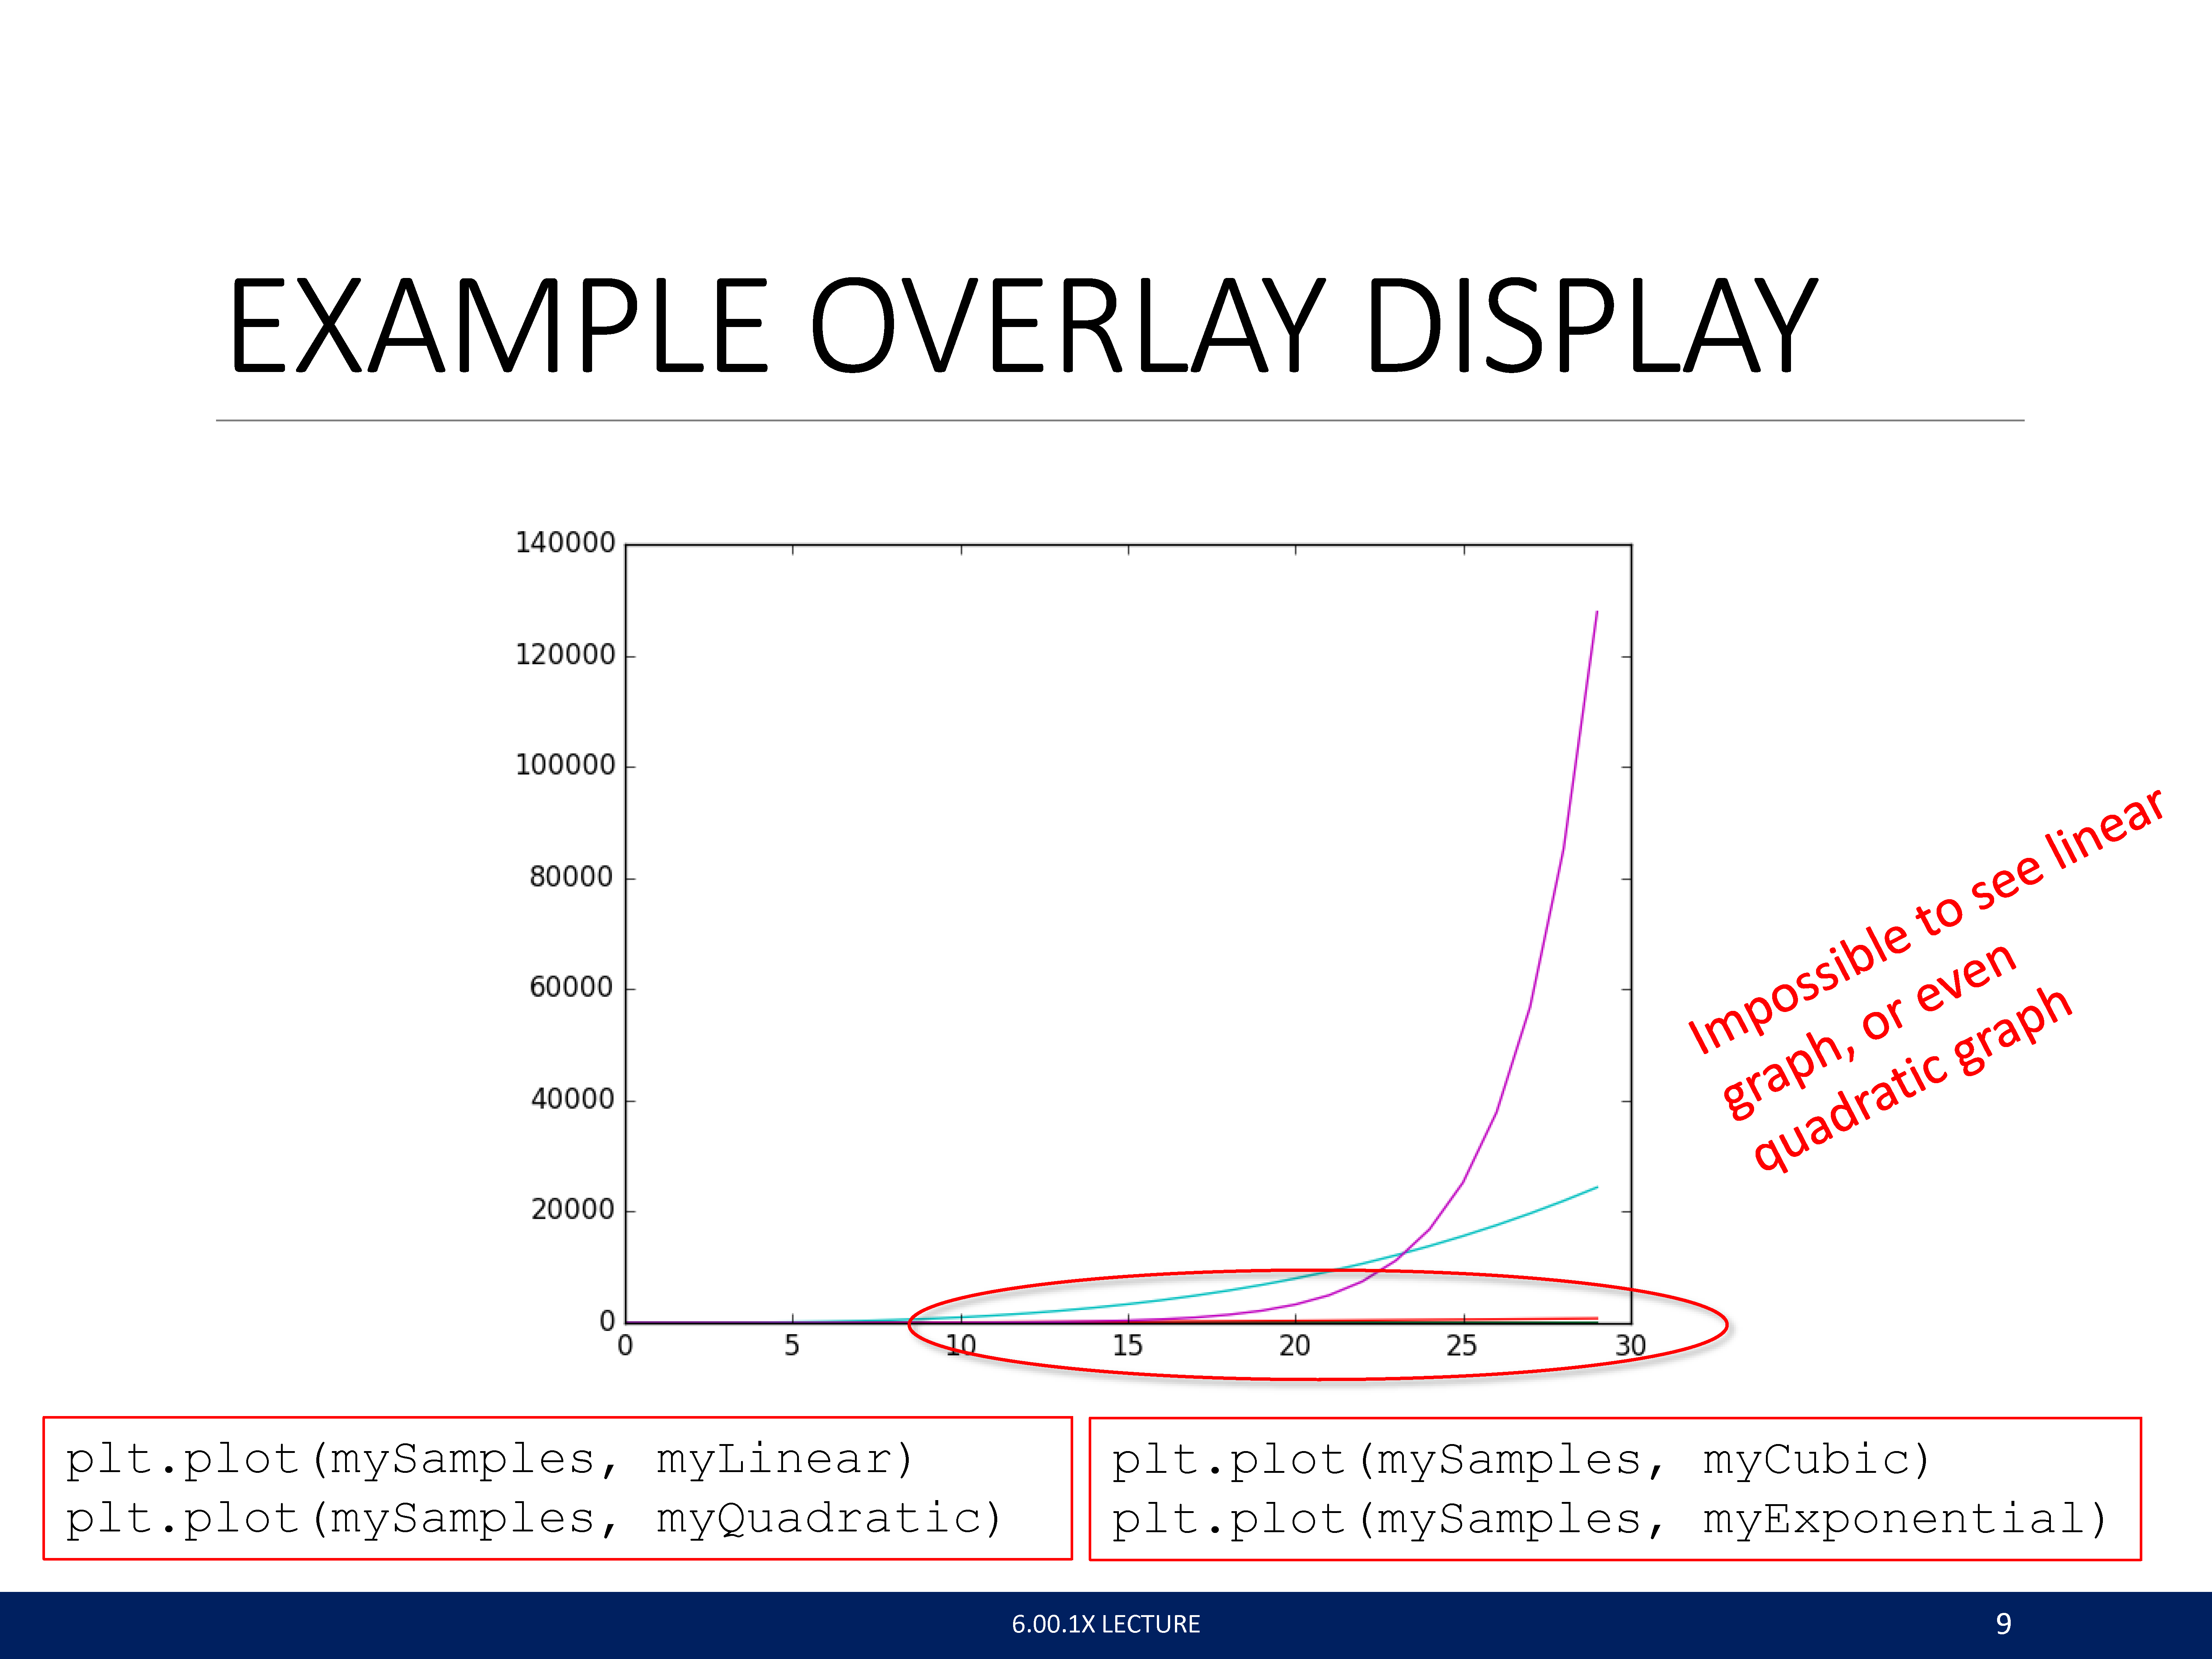 EXAMPLE OVERLAY DISPLAY
140000
120000
100000
80000
60000
40000
20000
0
0 5 10 15 20 25 30
Impossible to see linear
graph, or even
quadratic graph
plt.plot(mySamples, myLinear)
plt.plot(mySamples, myQuadratic)
plt.plot(mySamples, myCubic)
plt.plot(mySamples, myExponential)
6.00.1X LECTURE
9